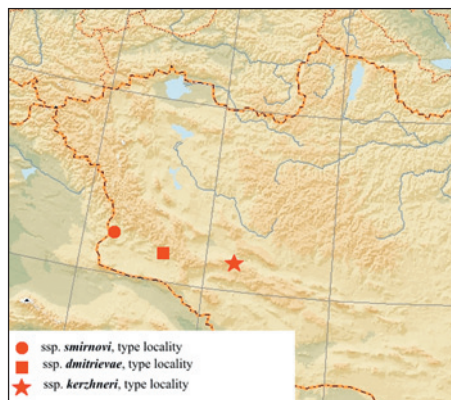 ssp. smirnovi, type locality
ssp. dmitrievae, type locality
ssp. kerzhneri, type locality